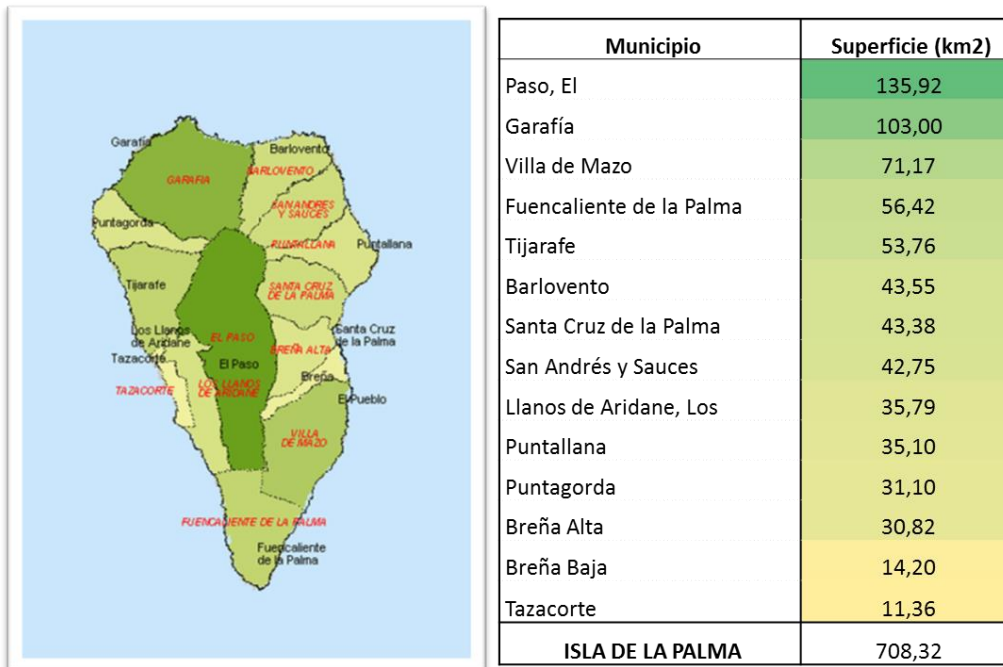 Garafía
Barlovento
GARAFIA
BARLOVENTO
SAN ANDRES
Y SAUCES
Puntagorda
PUNTALLANA
Puntallana
Tijarafe
SANTA CRUZ
DE LA PALMA
Los Llanos
de Aridane
EL PASO
BREÑA ALTA
Santa Cruz
de la Palma
Tazacorte
El Paso
Breña
TAZACORTE
LOS LLANOS
DE ARIDANE
El Pueblo
VILLA
DE MAZO
FUENCALIENTE DE LA PALMA
Fuencaliente
de la Palma
Municipio Superficie (km2)
Paso, El 135,92
Garafía 103,00
Villa de Mazo 71,17
Fuencaliente de la Palma 56,42
Tijarafe 53,76
Barlovento 43,55
Santa Cruz de la Palma 43,38
San Andrés y Sauces 42,75
Llanos de Aridane, Los 35,79
Puntallana 35,10
Puntagorda 31,10
Breña Alta 30,82
Breña Baja 14,20
Tazacorte 11,36
ISLA DE LA PALMA 708,32